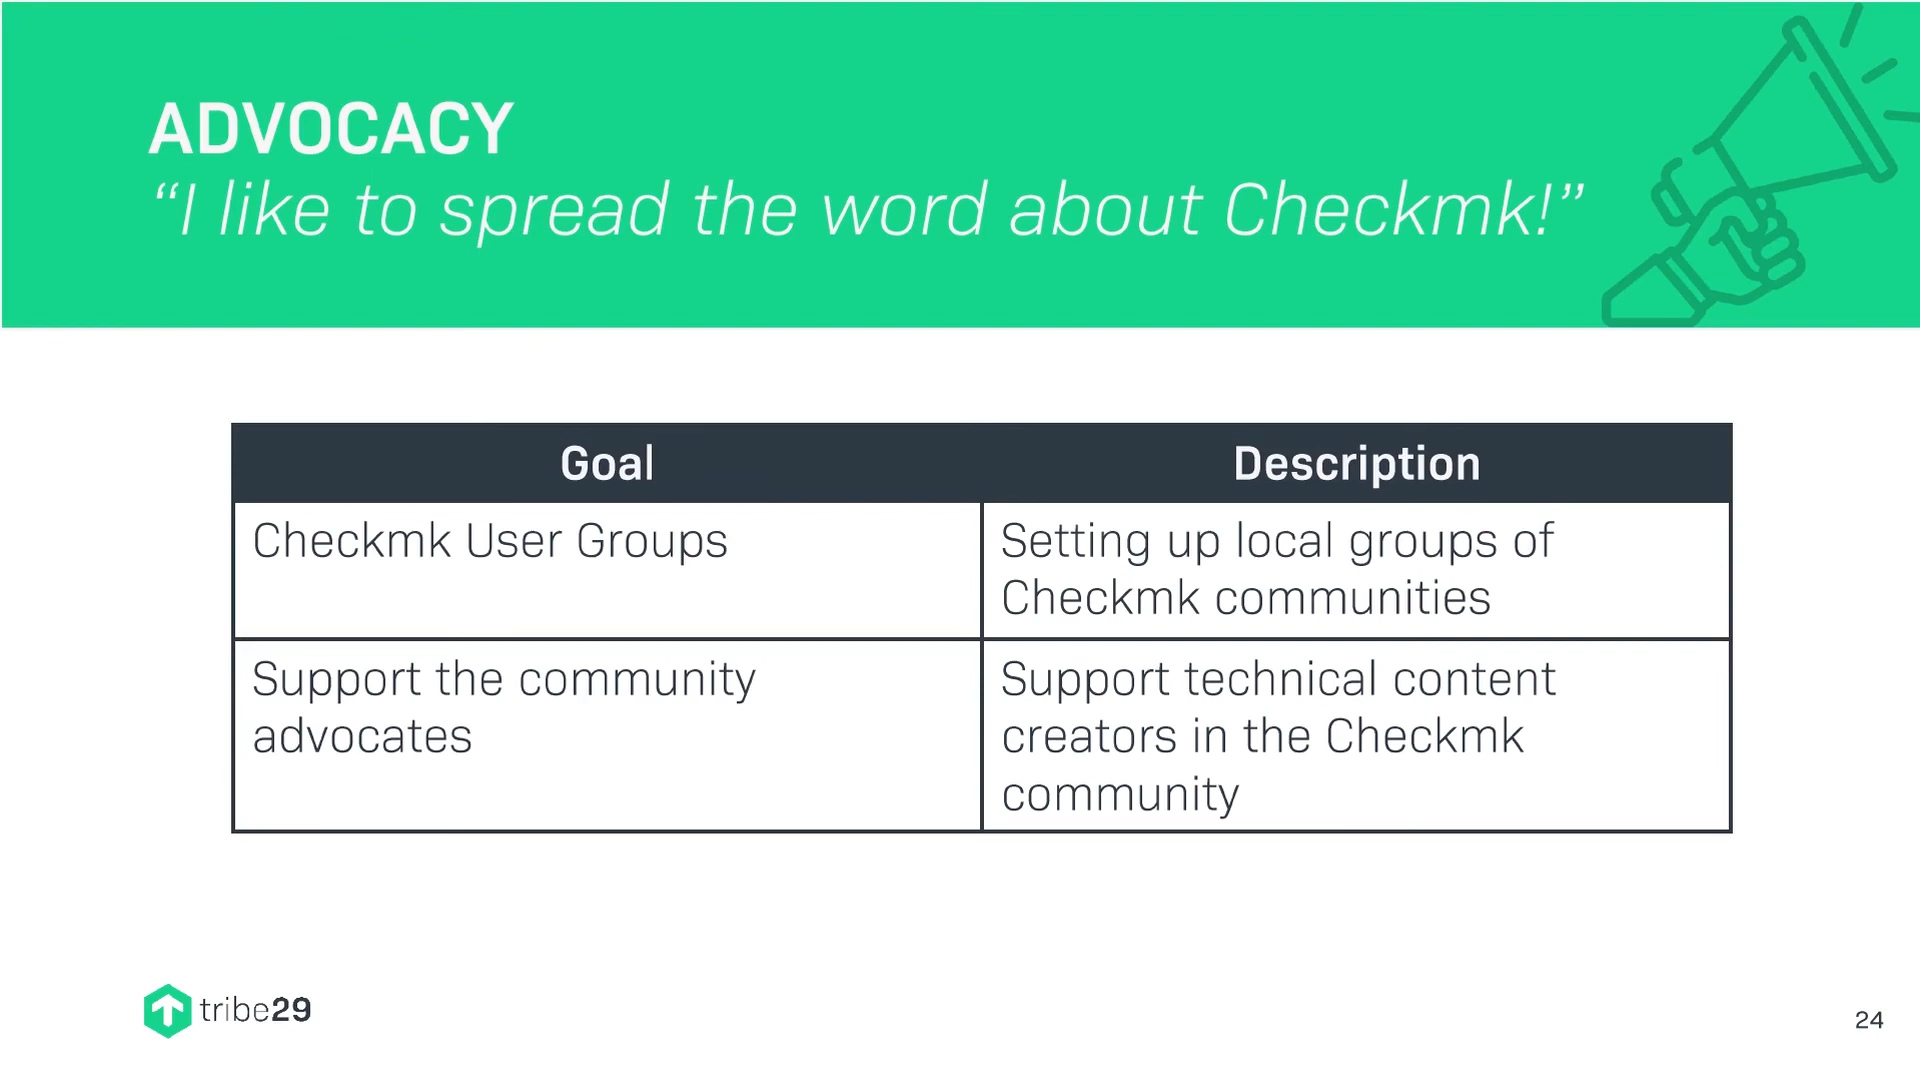 ADVOCACY
“I like to spread the word about Checkmk!”
Goal
Description
Checkmk User Groups
Setting up local groups of
Checkmk communities
Support the community
advocates
Support technical content
creators in the Checkmk
community
tribe29
24